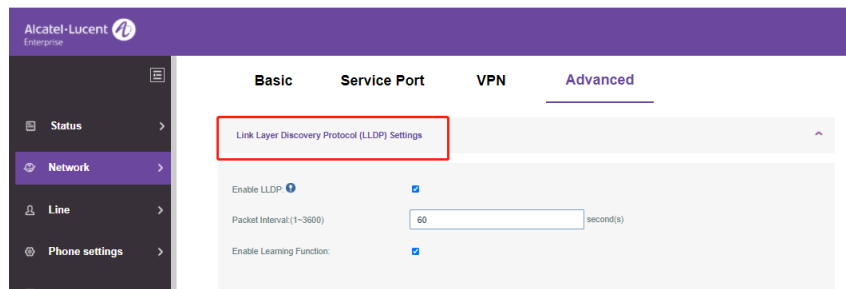 Alcatel·Lucent
Enterprise
Basic
Service Port
VPN
Advanced
Status
Network
Line
Phone settings
Link Layer Discovery Protocol (LLDP) Settings
Enable LLDP:
Packet Interval:(1~3600)
60
second(s)
Enable Learning Function: